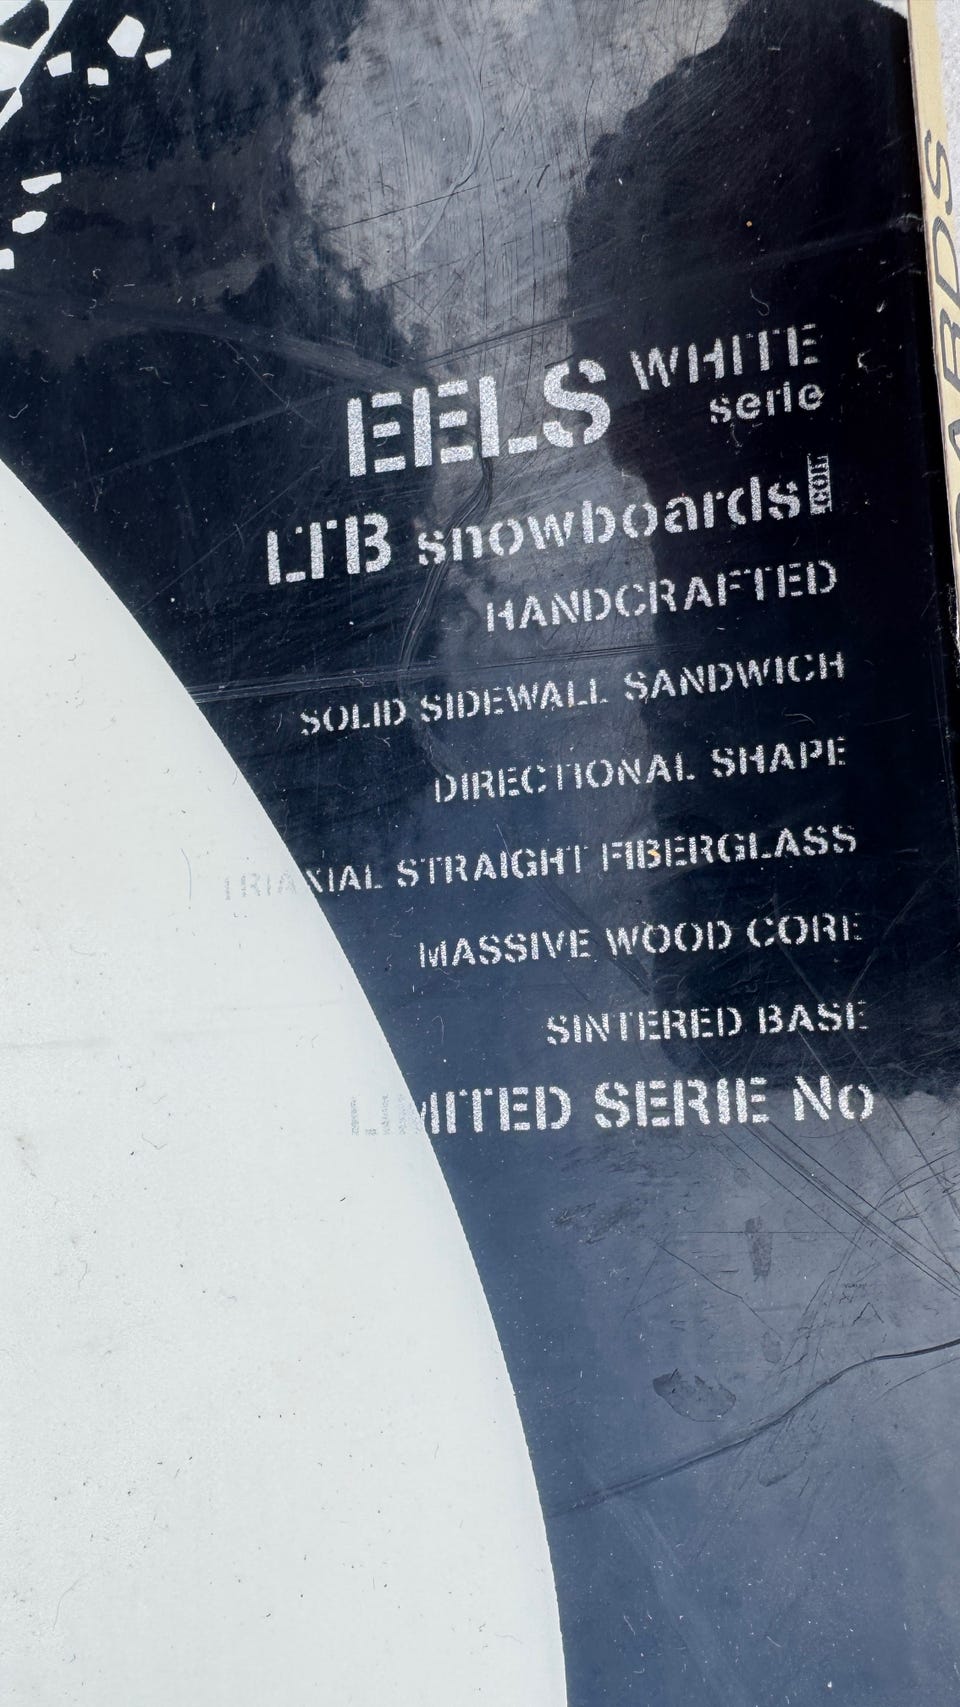 EELS WHITE
serie
LTB snowboards.com
HANDCRAFTED
SOLID SIDEWALL SANDWICH
DIRECTIONAL SHAPE
TRIAXIAL STRAIGHT FIBERGLASS
MASSIVE WOOD CORE
SINTERED BASE
LIMITED SERIE No